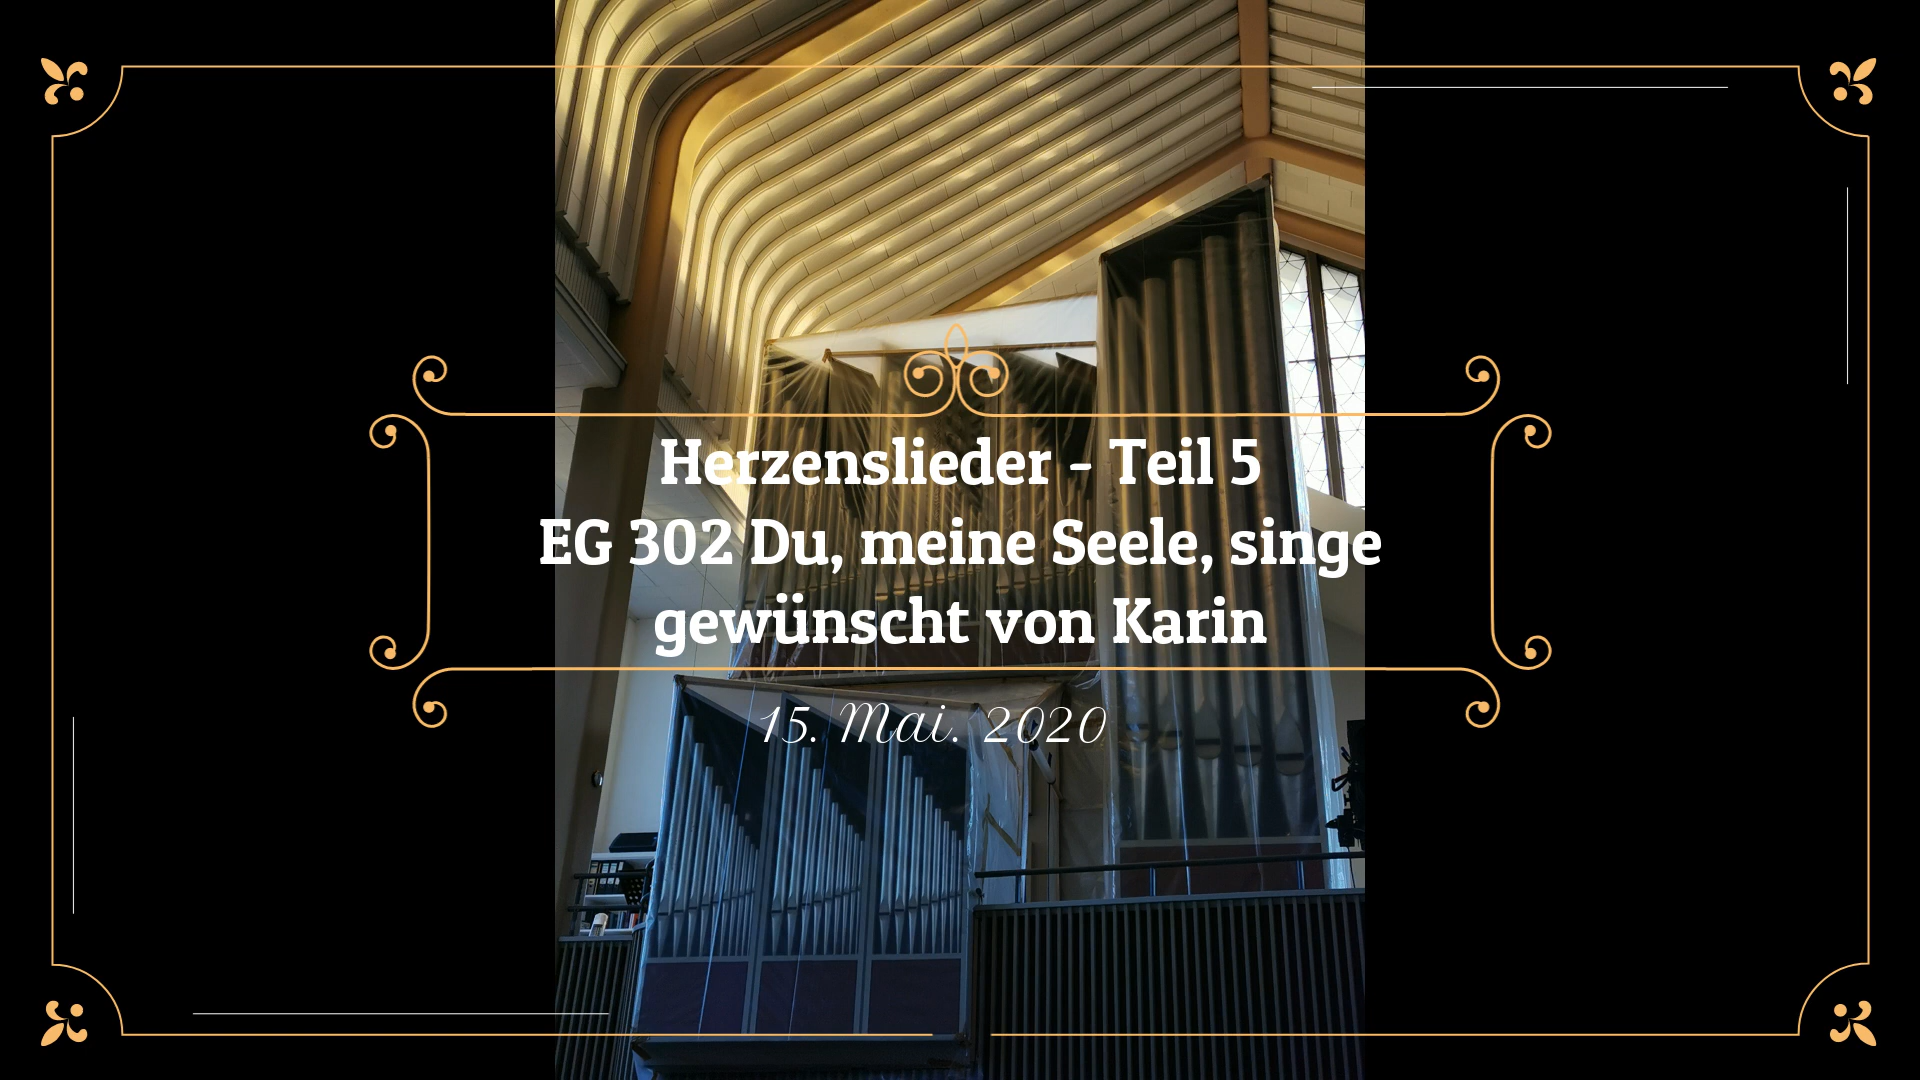 Herzenslieder - Teil 5
EG 302 Du, meine Seele, singe
gewünscht von Karin
15. Mai. 2020